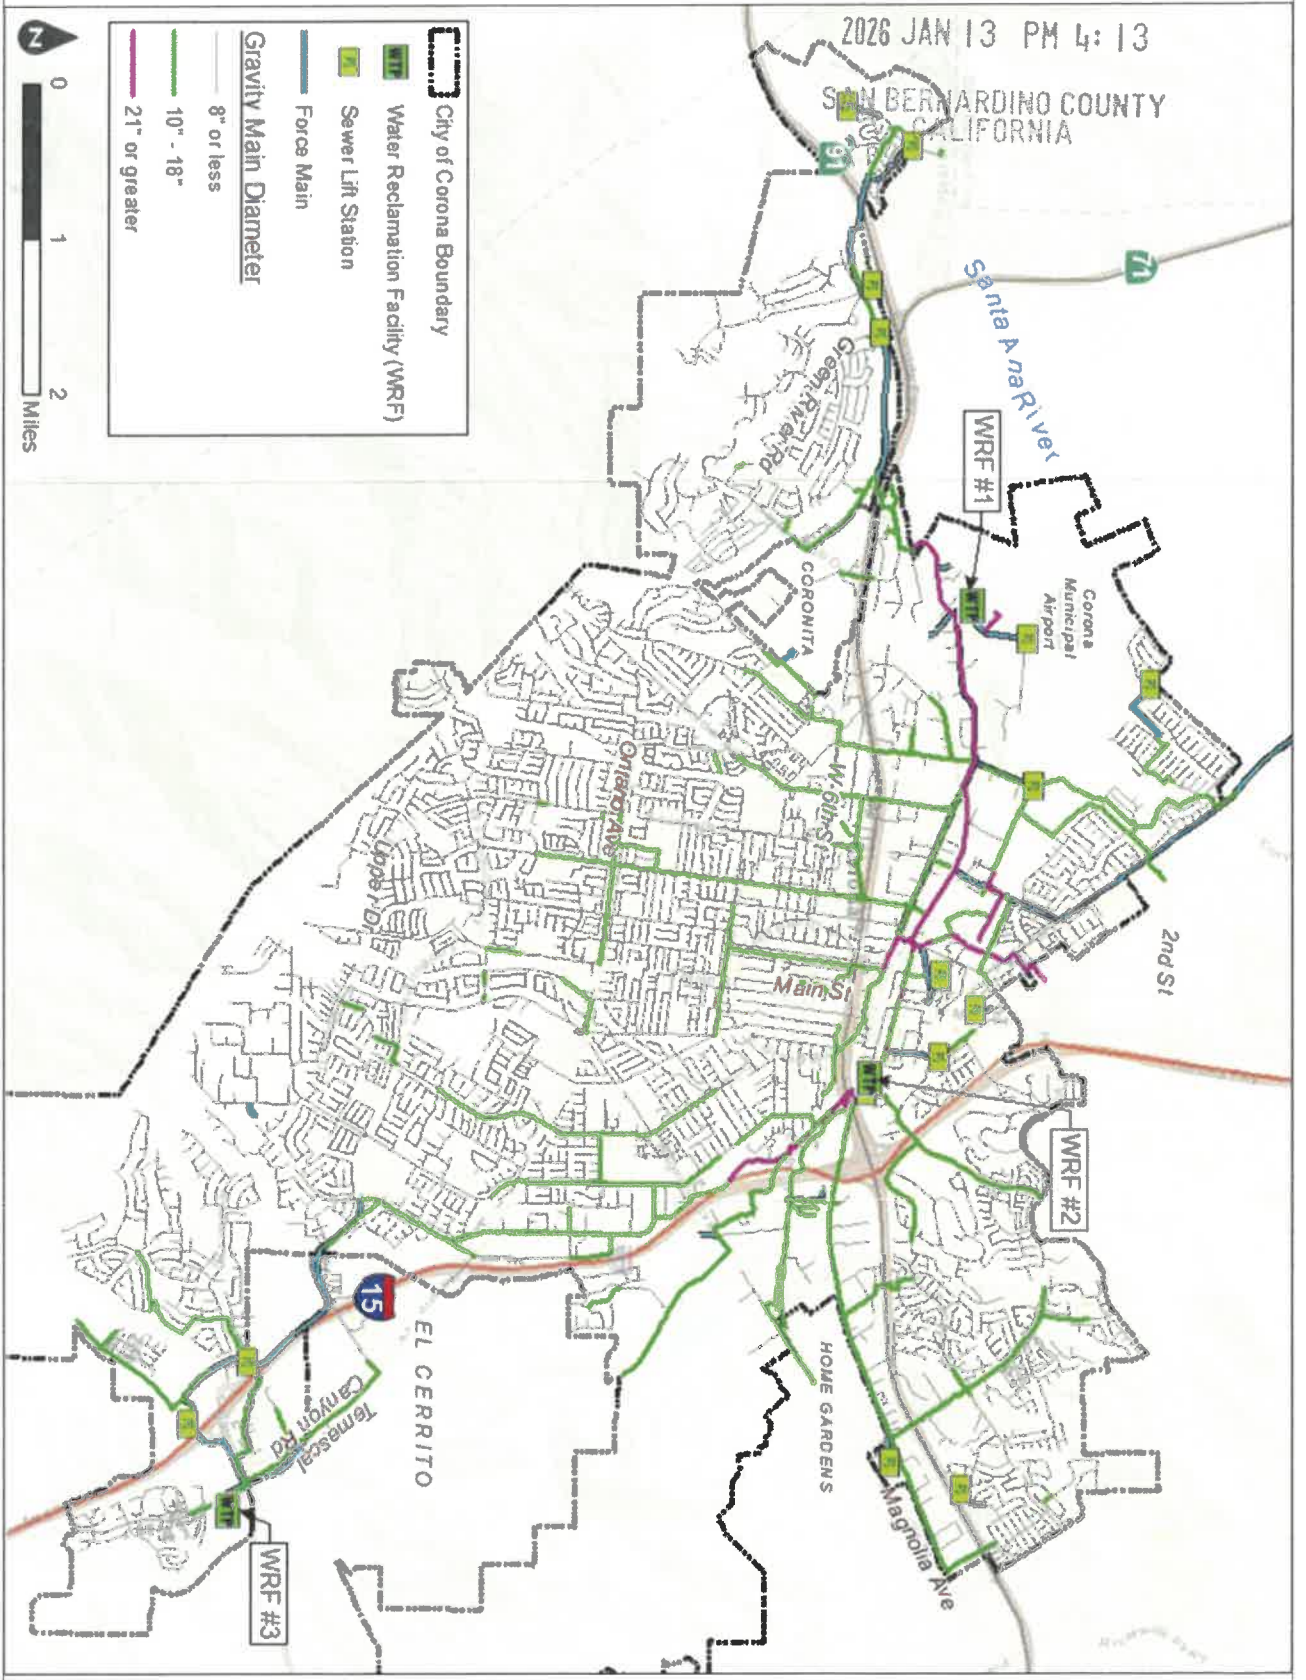 2026 JAN 13 PM 4:13
SAN BERNARDINO COUNTY
CALIFORNIA
City of Corona Boundary
WTP
Water Reclamation Facility (WRF)
Sewer Lift Station
Force Main
Gravity Main Diameter
8" or less
10" - 18"
21" or greater
N
0
1
2
Miles
91
71
Santa Ana River
WRF #1
WTP
Corona
Municipal
Airport
2nd St
Green River Rd
CORONITA
W 6th St
Ontario Ave
Upper Dr
Main St
WTP
WRF #2
15
EL CERRITO
HOME GARDENS
Magnolia Ave
Temescal
Canyon Rd
WTP
WRF #3